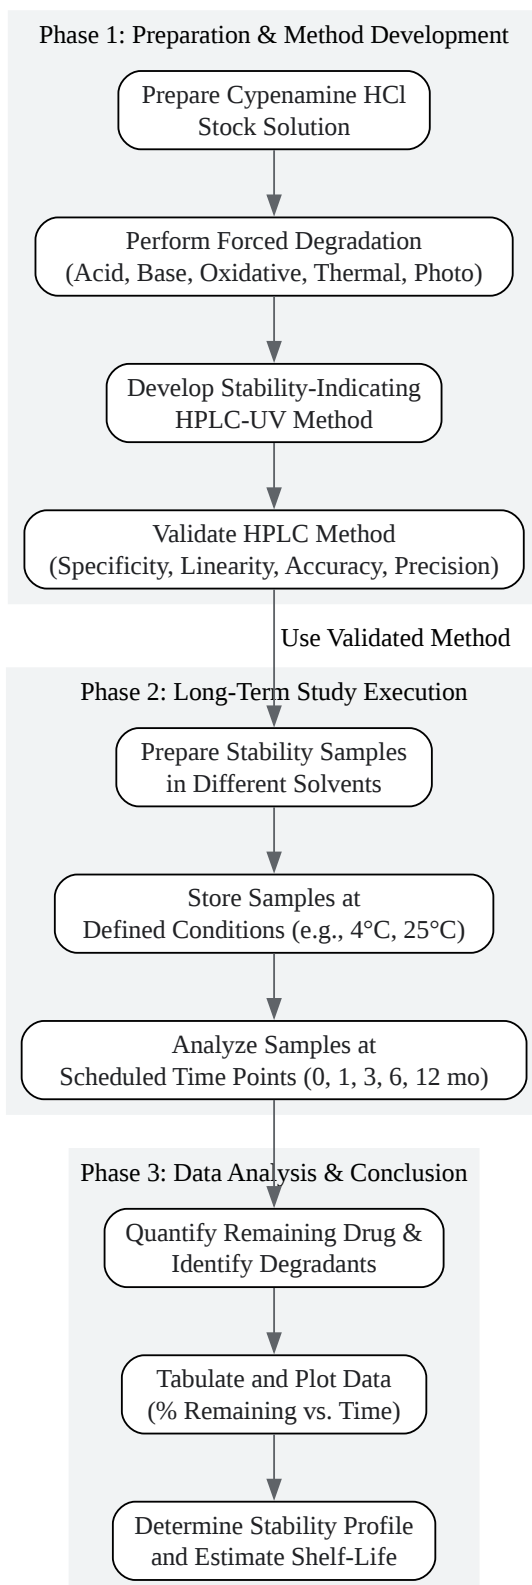 Phase 1: Preparation & Method Development
Prepare Cypenamine HCl
Stock Solution
Perform Forced Degradation
(Acid, Base, Oxidative, Thermal, Photo)
Develop Stability-Indicating
HPLC-UV Method
Validate HPLC Method
(Specificity, Linearity, Accuracy, Precision)
Use Validated Method
Phase 2: Long-Term Study Execution
Prepare Stability Samples
in Different Solvents
Store Samples at
Defined Conditions (e.g., 4°C, 25°C)
Analyze Samples at
Scheduled Time Points (0, 1, 3, 6, 12 mo)
Phase 3: Data Analysis & Conclusion
Quantify Remaining Drug &
Identify Degradants
Tabulate and Plot Data
(% Remaining vs. Time)
Determine Stability Profile
and Estimate Shelf-Life